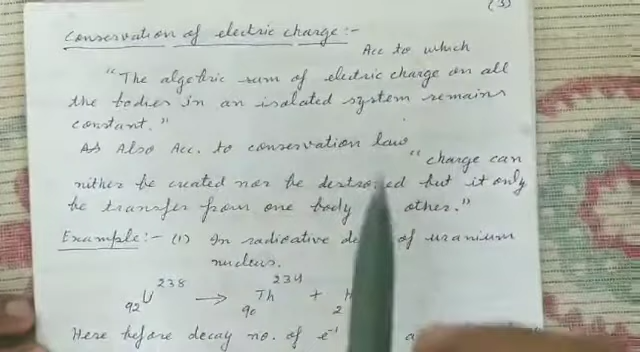 (3)
Conservation of electric charge :-
Acc to which
"The algebric sum of electric charge on all
the bodies in an isolated system remains
constant."
As Also Acc. to conservation law "charge can
nither be created nor be destroyed but it only
be transfer from one body other."
Example :- (1) In radioative of uranium
nucleus.
92 U 238 → 90 Th 234 + 2
Here before decay no. of e⁻¹